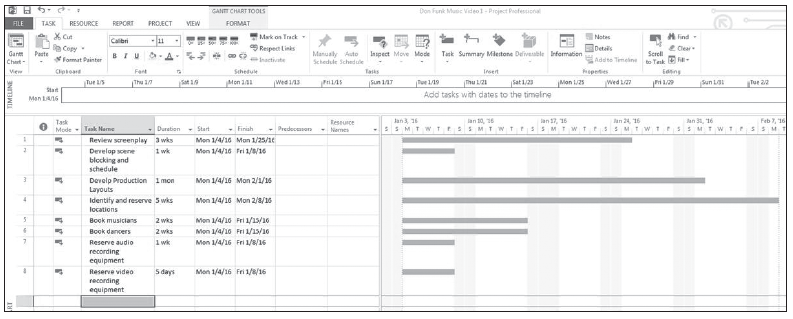 GANTT CHART TOOLS
Don Funk Music Video 1 - Project Professional
FILE TASK RESOURCE REPORT PROJECT VIEW FORMAT
Gantt Chart
View
Paste
Cut
Copy
Format Painter
Clipboard
Calibri 11
B I U A
Font
0% 25% 50% 75% 100%
Mark on Track
Respect Links
Inactivate
Schedule
Manually Schedule
Auto Schedule
Inspect Move Mode
Tasks
Task Summary Milestone Deliverable
Insert
Information
Notes
Details
Add to Timeline
Properties
Scroll to Task
Find
Clear
Fill
Editing
TIMELINE
Start
Mon 1/4/16
Tue 1/5 Thu 1/7 Sat 1/9 Mon 1/11 Wed 1/13 Fri 1/15 Sun 1/17 Tue 1/19 Thu 1/21 Sat 1/23 Mon 1/25 Wed 1/27 Fri 1/29 Sun 1/31 Tue 2/2
Add tasks with dates to the timeline
Task Mode Task Name Duration Start Finish Predecessors Resource Names
Jan 3, '16 Jan 10, '16 Jan 17, '16 Jan 24, '16 Jan 31, '16 Feb 7, '16
S S M T W T F S S M T W T F S S M T W T F S S M T W T F S S M T W T F S S M T
1 Review screenplay 3 wks Mon 1/4/16 Mon 1/25/16
2 Develop scene 1 wk Mon 1/4/16 Fri 1/8/16
blocking and
schedule
3 Develp Production 1 mon Mon 1/4/16 Mon 2/1/16
Layouts
4 Identify and reserve 5 wks Mon 1/4/16 Mon 2/8/16
locations
5 Book musicians 2 wks Mon 1/4/16 Fri 1/15/16
6 Book dancers 2 wks Mon 1/4/16 Fri 1/15/16
7 Reserve audio 1 wk Mon 1/4/16 Fri 1/8/16
recording
equipment
8 Reserve video 5 days Mon 1/4/16 Fri 1/8/16
recording
equipment